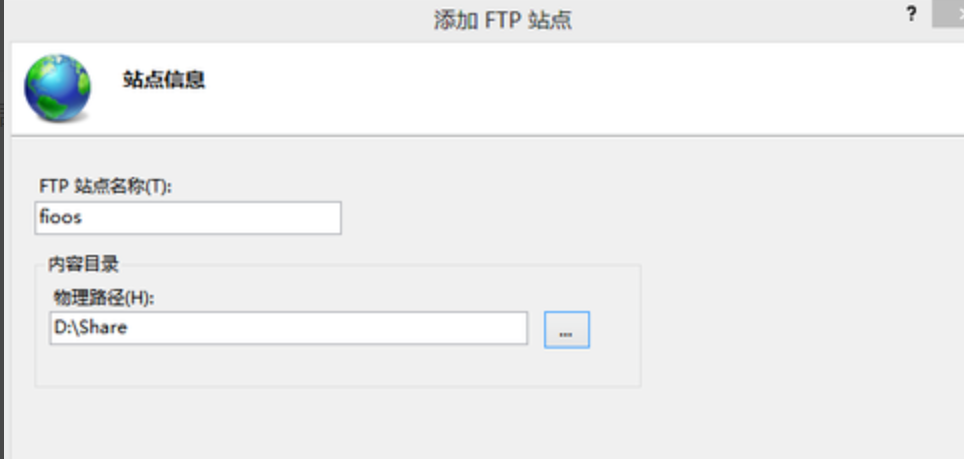 添加 FTP 站点
?
站点信息
FTP 站点名称(T):
fioos
内容目录
物理路径(H):
D:\Share
...